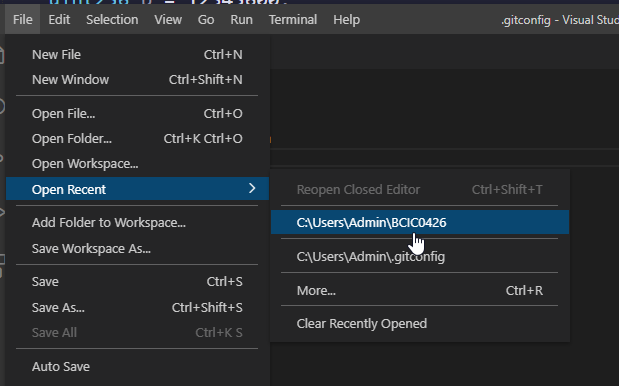 File Edit Selection View Go Run Terminal Help .gitconfig - Visual Stud
New File Ctrl+N
New Window Ctrl+Shift+N
Open File... Ctrl+O
Open Folder... Ctrl+K Ctrl+O
Open Workspace...
Open Recent
Reopen Closed Editor Ctrl+Shift+T
C:\Users\Admin\BCIC0426
C:\Users\Admin\.gitconfig
More... Ctrl+R
Clear Recently Opened
Add Folder to Workspace...
Save Workspace As...
Save Ctrl+S
Save As... Ctrl+Shift+S
Save All Ctrl+K S
Auto Save